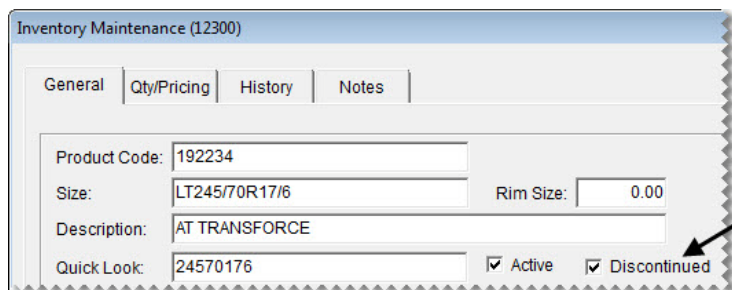 Inventory Maintenance (12300)
General Qty/Pricing History Notes
Product Code: 192234
Size: LT245/70R17/6 Rim Size: 0.00
Description: AT TRANSFORCE
Quick Look: 24570176 Active Discontinued